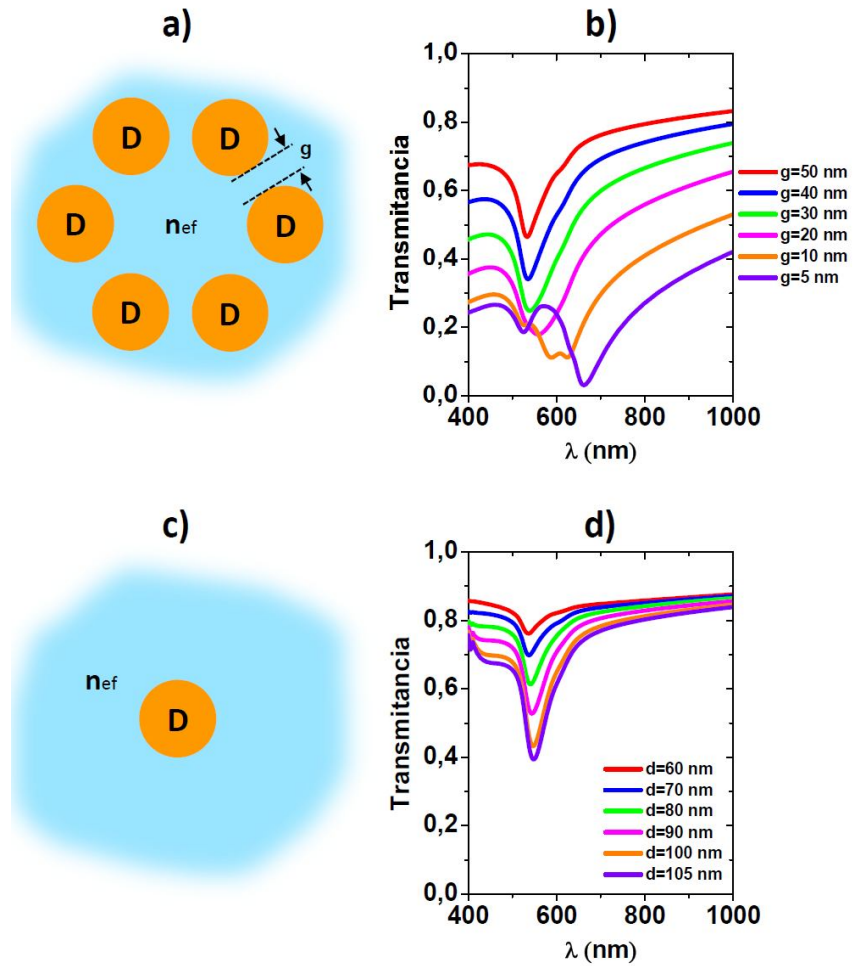 a)
D
D
g
D
nef
D
D
D
b)
1,0
0,8
0,6
0,4
0,2
0,0
Transmitancia
400
600
800
1000
λ (nm)
g=50 nm
g=40 nm
g=30 nm
g=20 nm
g=10 nm
g=5 nm
c)
nef
D
d)
1,0
0,8
0,6
0,4
0,2
0,0
Transmitancia
d=60 nm
d=70 nm
d=80 nm
d=90 nm
d=100 nm
d=105 nm
400
600
800
1000
λ (nm)